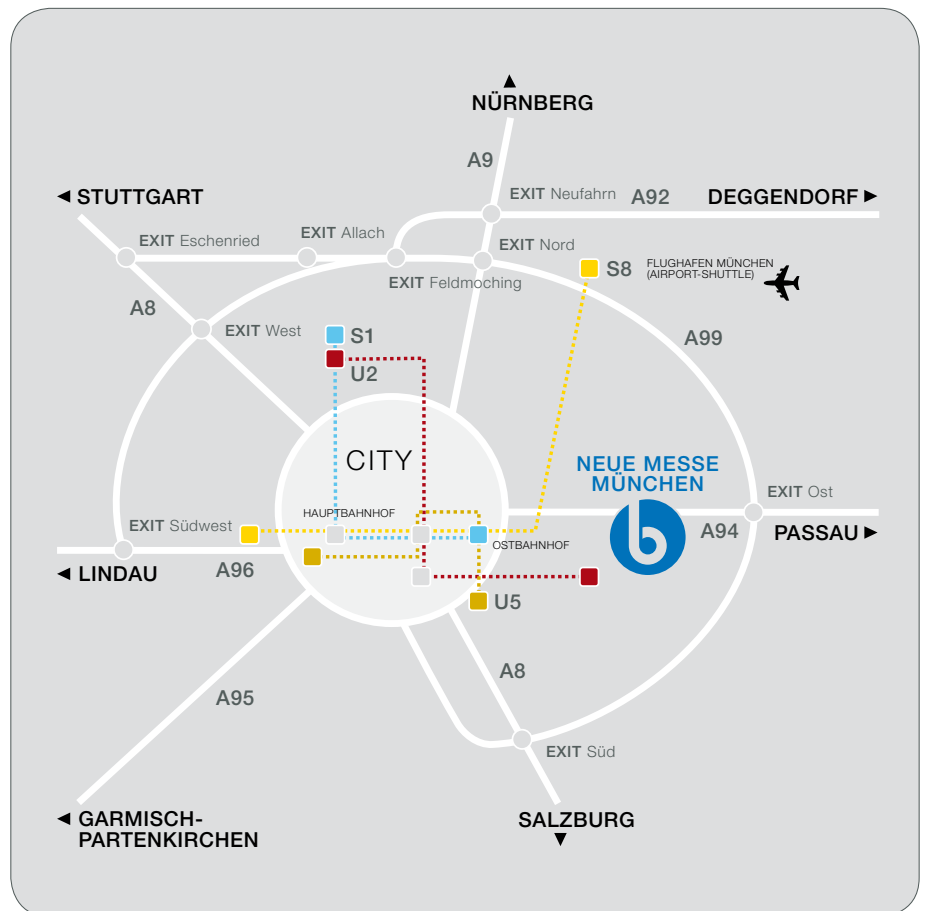 NÜRNBERG
A9
STUTTGART
EXIT Neufahrn
A92
DEGGENDORF
EXIT Eschenried
EXIT Allach
EXIT Nord
EXIT Feldmoching
S8
FLUGHAFEN MÜNCHEN
(AIRPORT-SHUTTLE)
A8
EXIT West
S1
U2
A99
CITY
NEUE MESSE
MÜNCHEN
b
EXIT Ost
HAUPTBAHNHOF
EXIT Südwest
OSTBAHNHOF
A94
PASSAU
LINDAU
A96
U5
A95
A8
EXIT Süd
GARMISCH-
PARTENKIRCHEN
SALZBURG